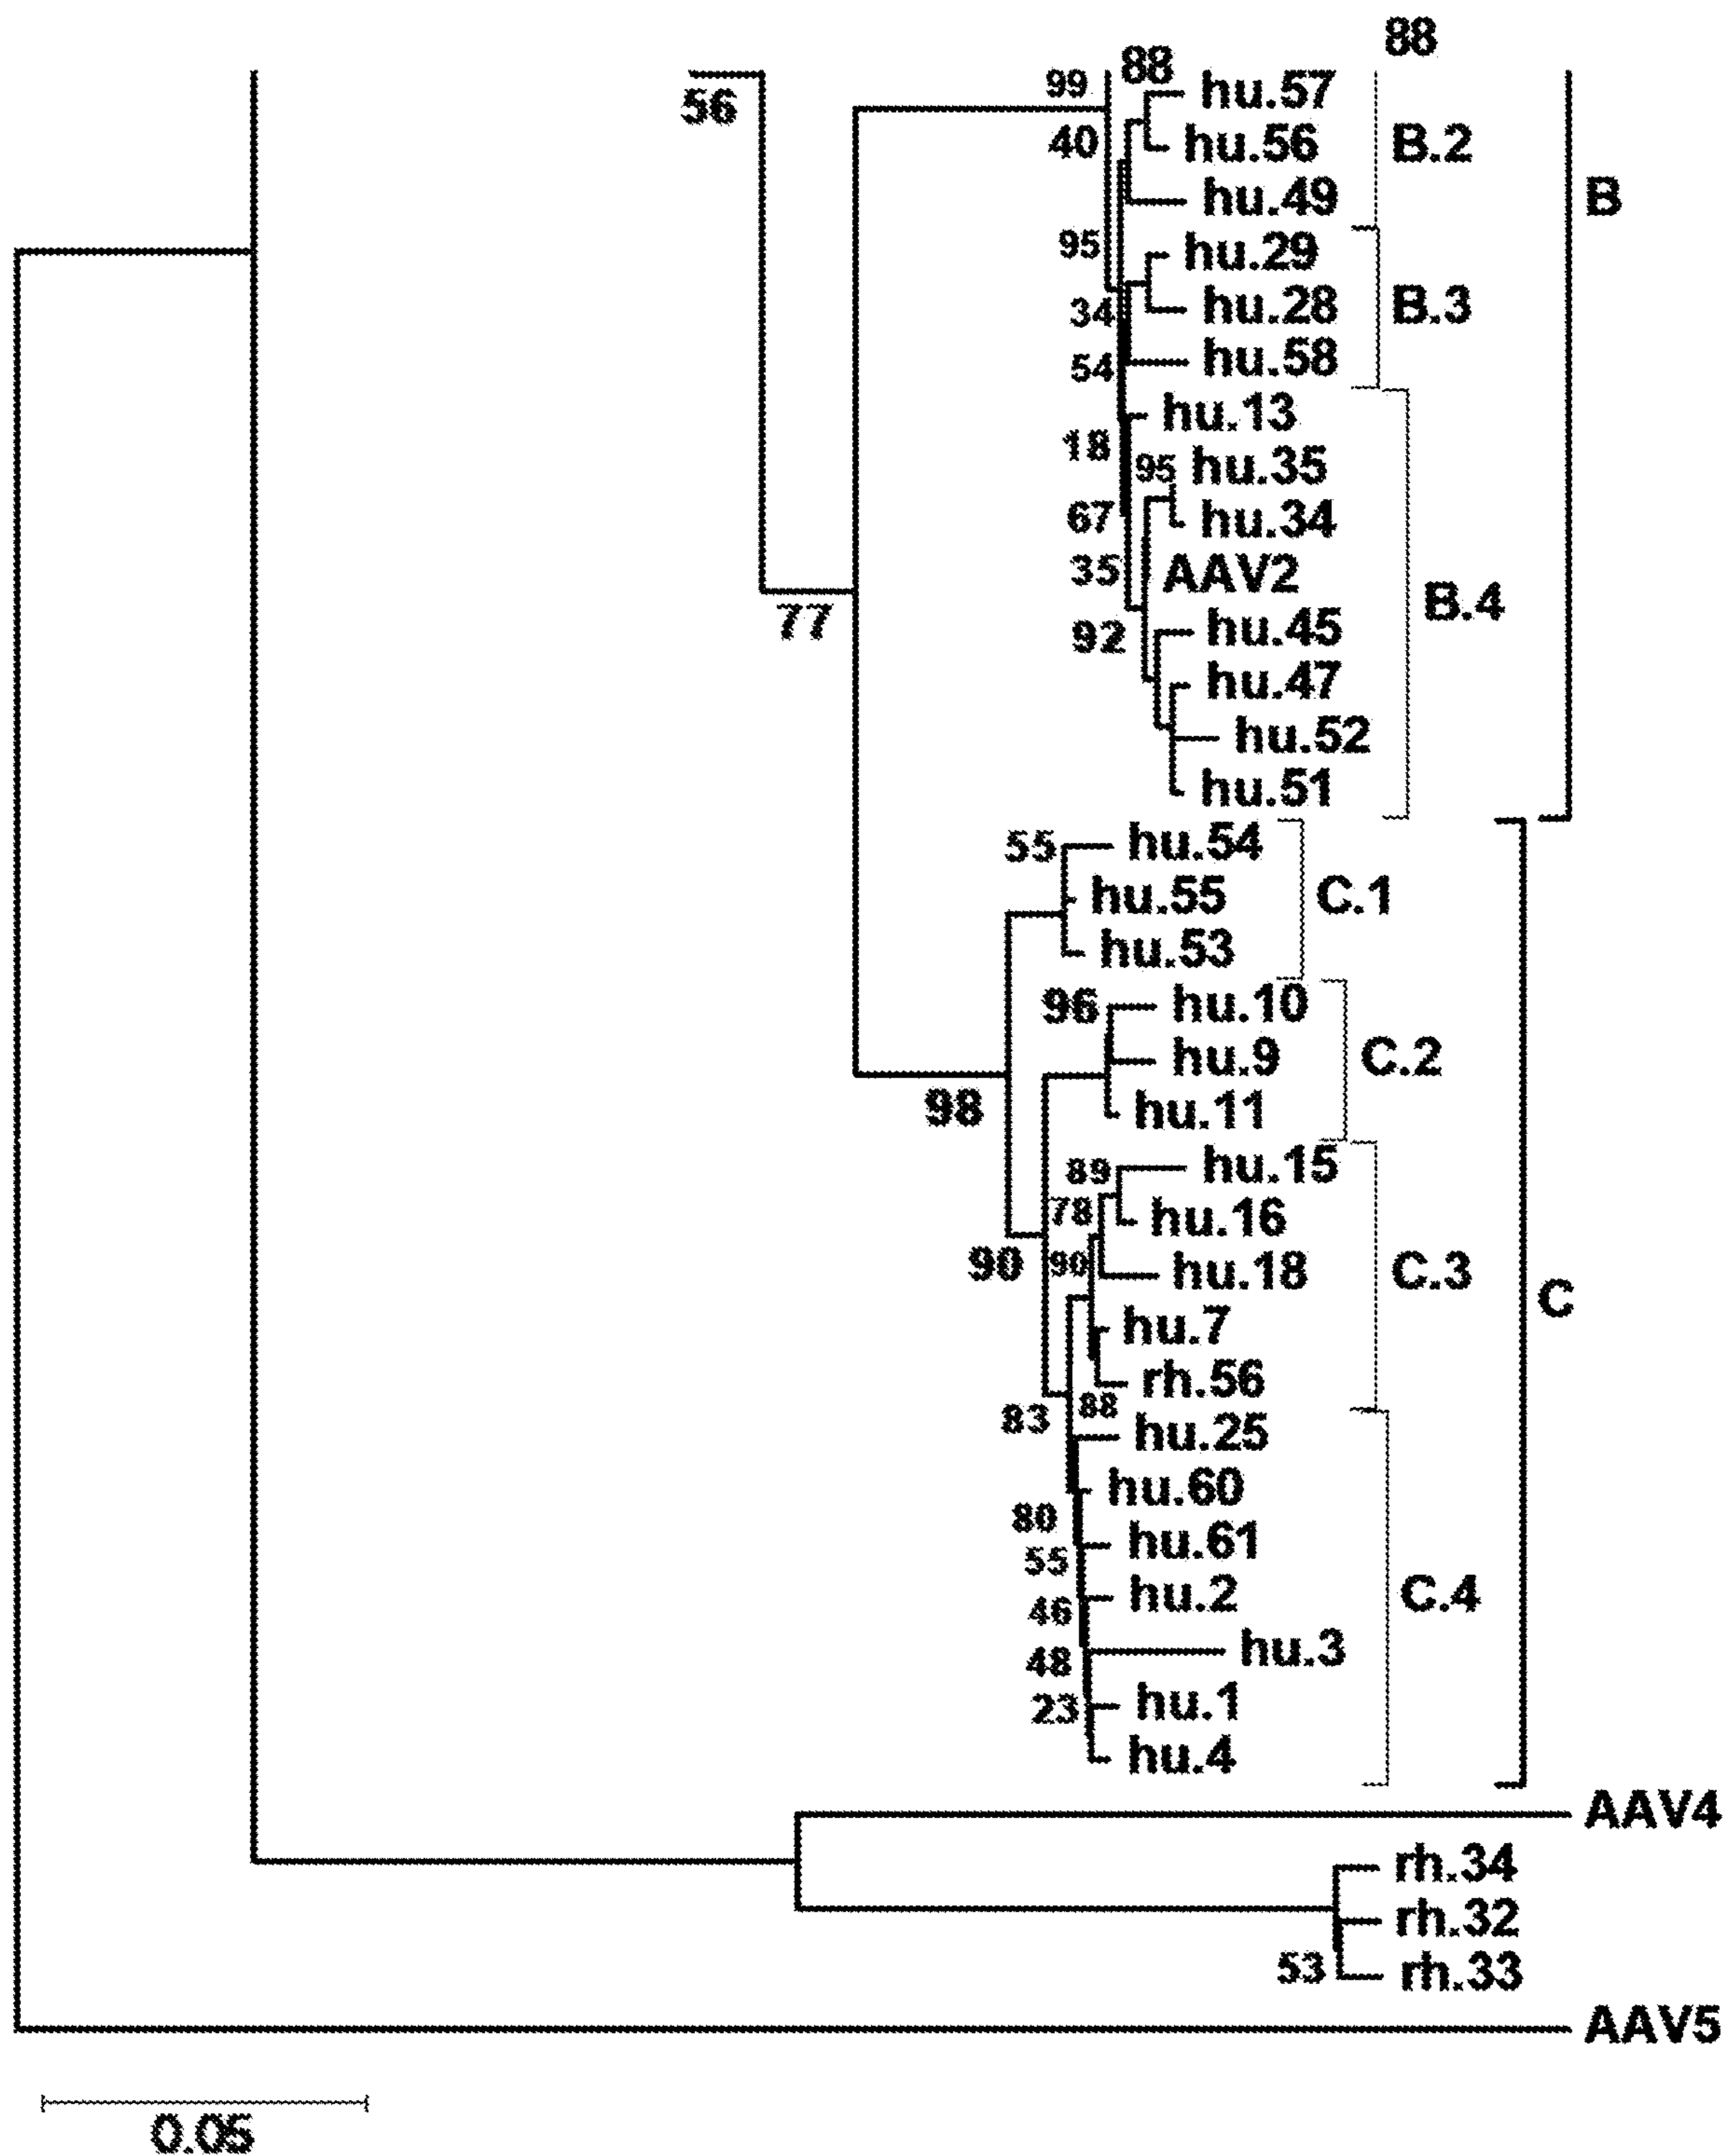 88
56
99
88
hu.57
40
hu.56
B.2
hu.49
B
95
hu.29
34
hu.28
B.3
54
hu.58
hu.13
18
95
hu.35
67
hu.34
35
AAV2
B.4
92
hu.45
77
hu.47
hu.52
hu.51
55
hu.54
hu.55
C.1
hu.53
96
hu.10
hu.9
C.2
98
hu.11
89
hu.15
78
hu.16
90
90
hu.18
C.3
C
hu.7
rh.56
83
88
hu.25
hu.60
80
hu.61
55
hu.2
C.4
46
hu.3
48
hu.1
23
hu.4
AAV4
rh.34
rh.32
53
rh.33
AAV5
0.05